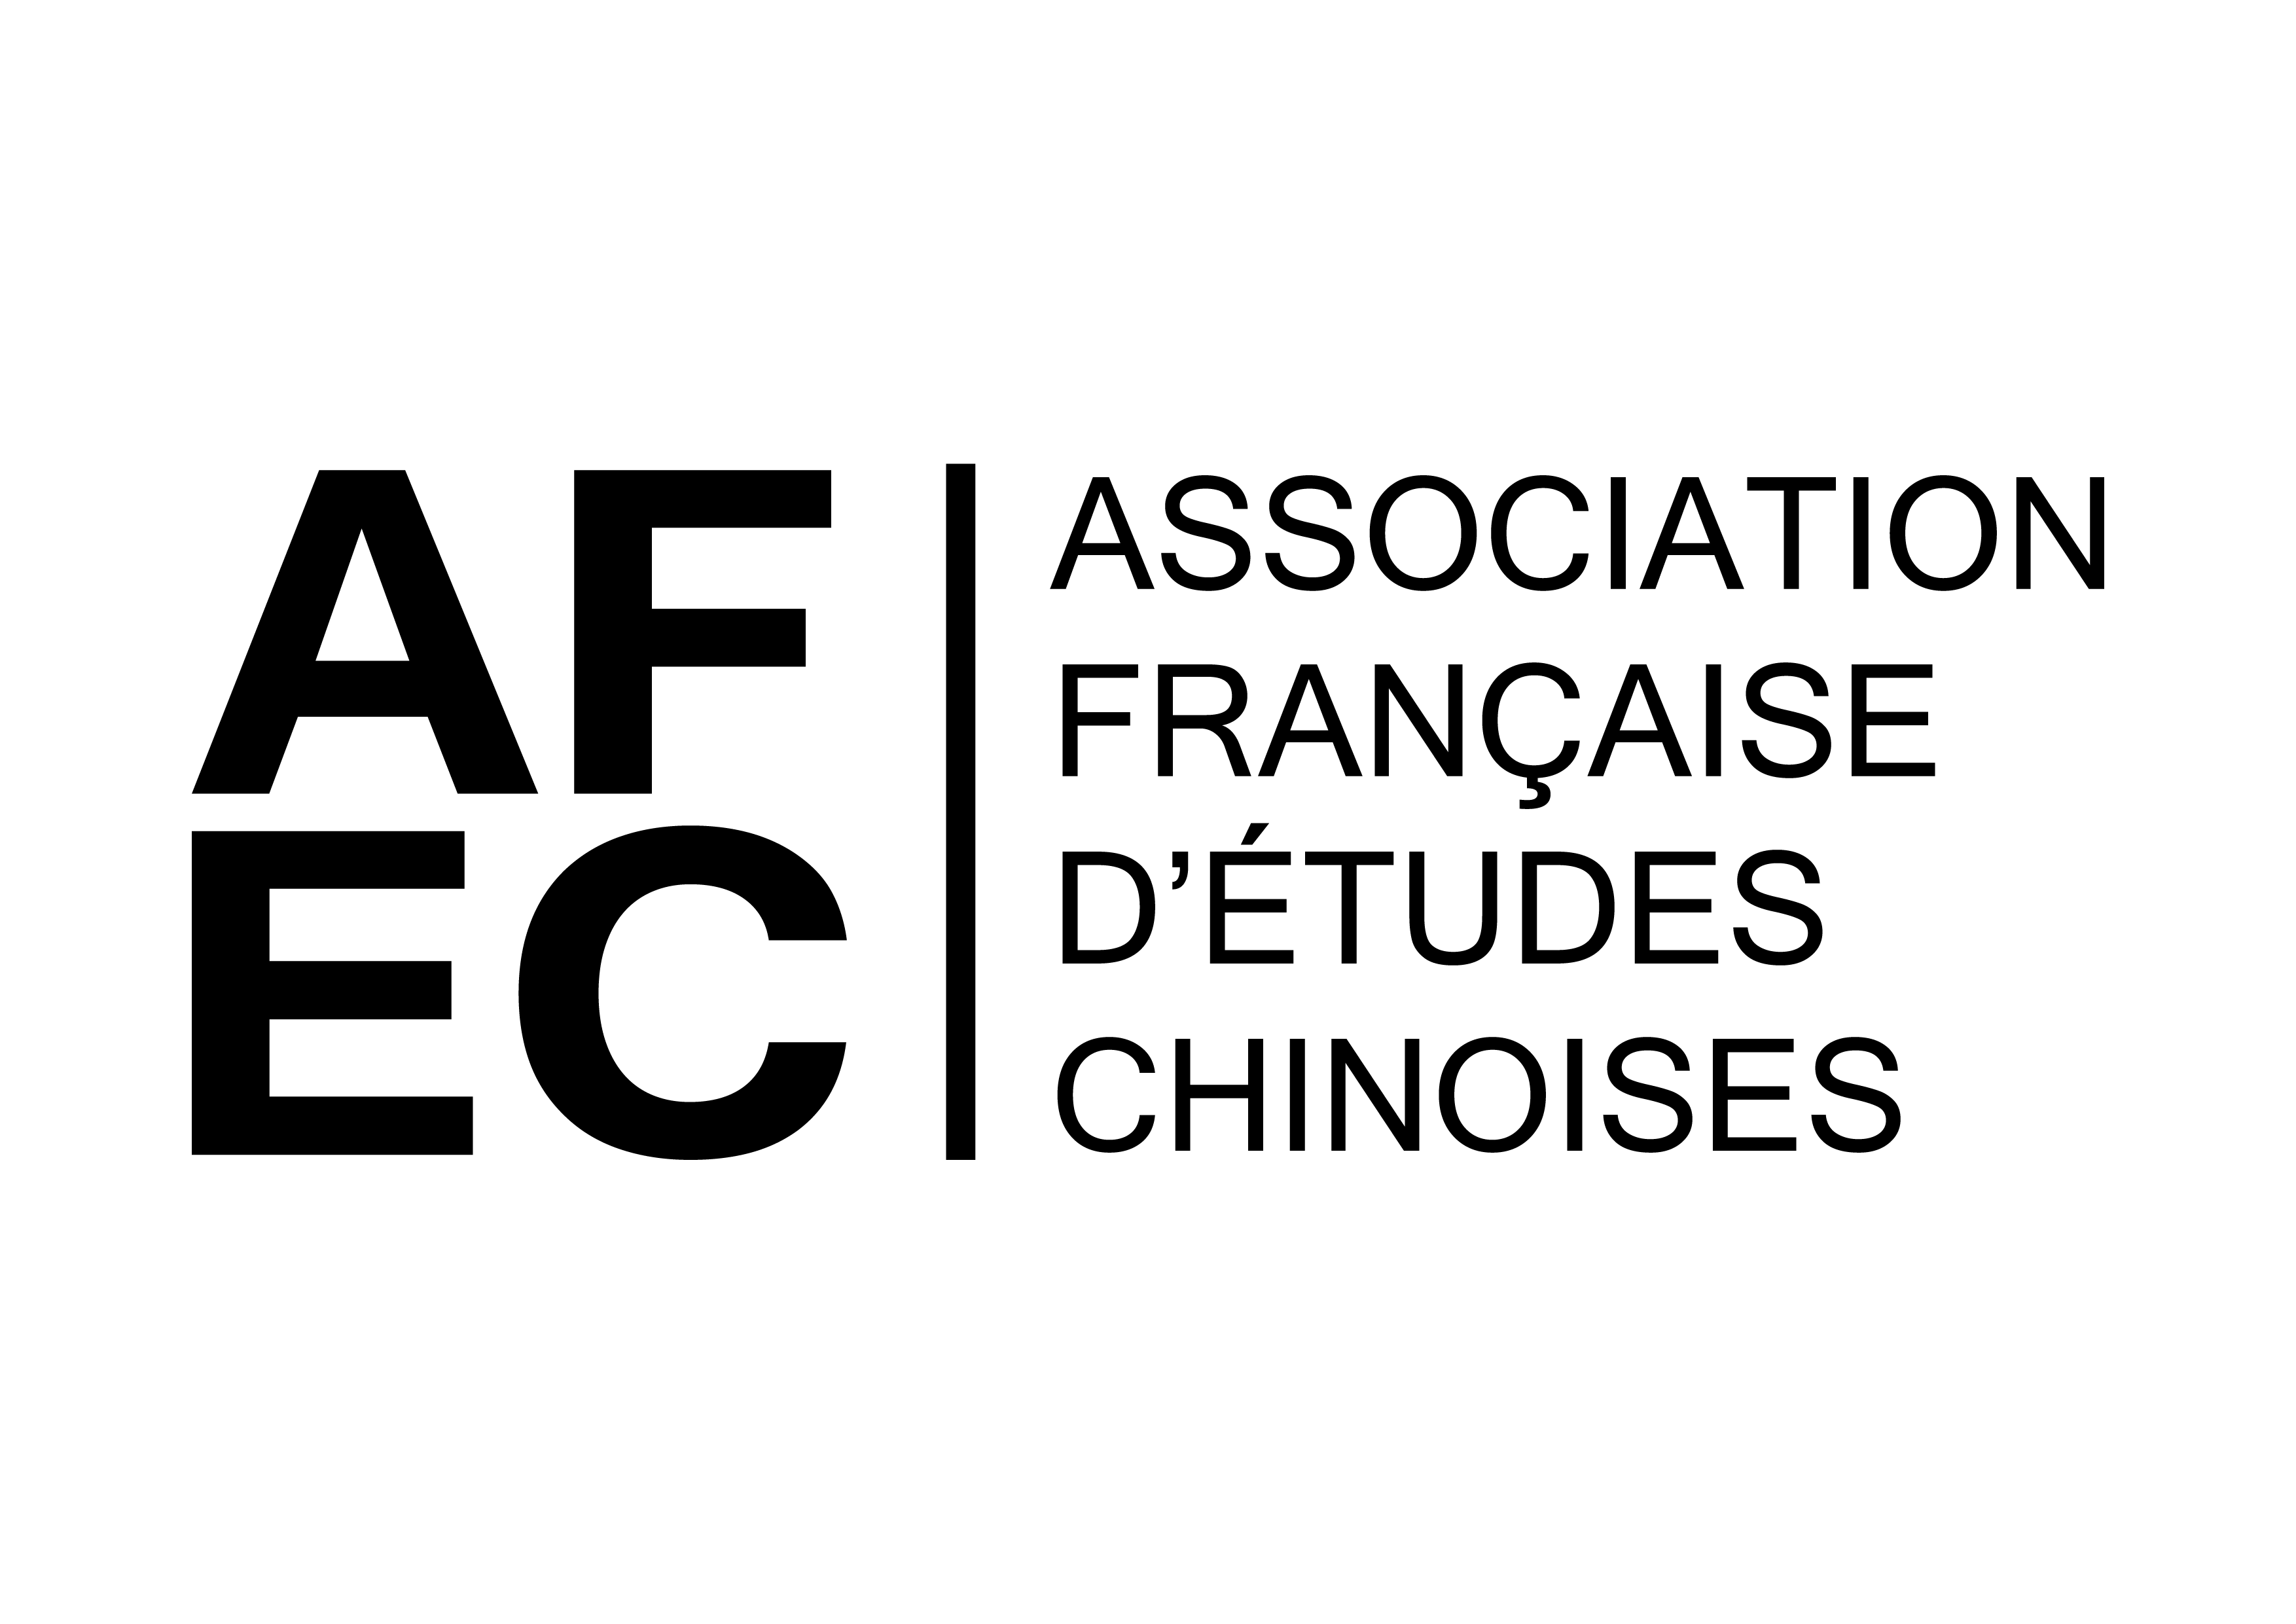 AF
EC
ASSOCIATION
FRANÇAISE
D’ÉTUDES
CHINOISES